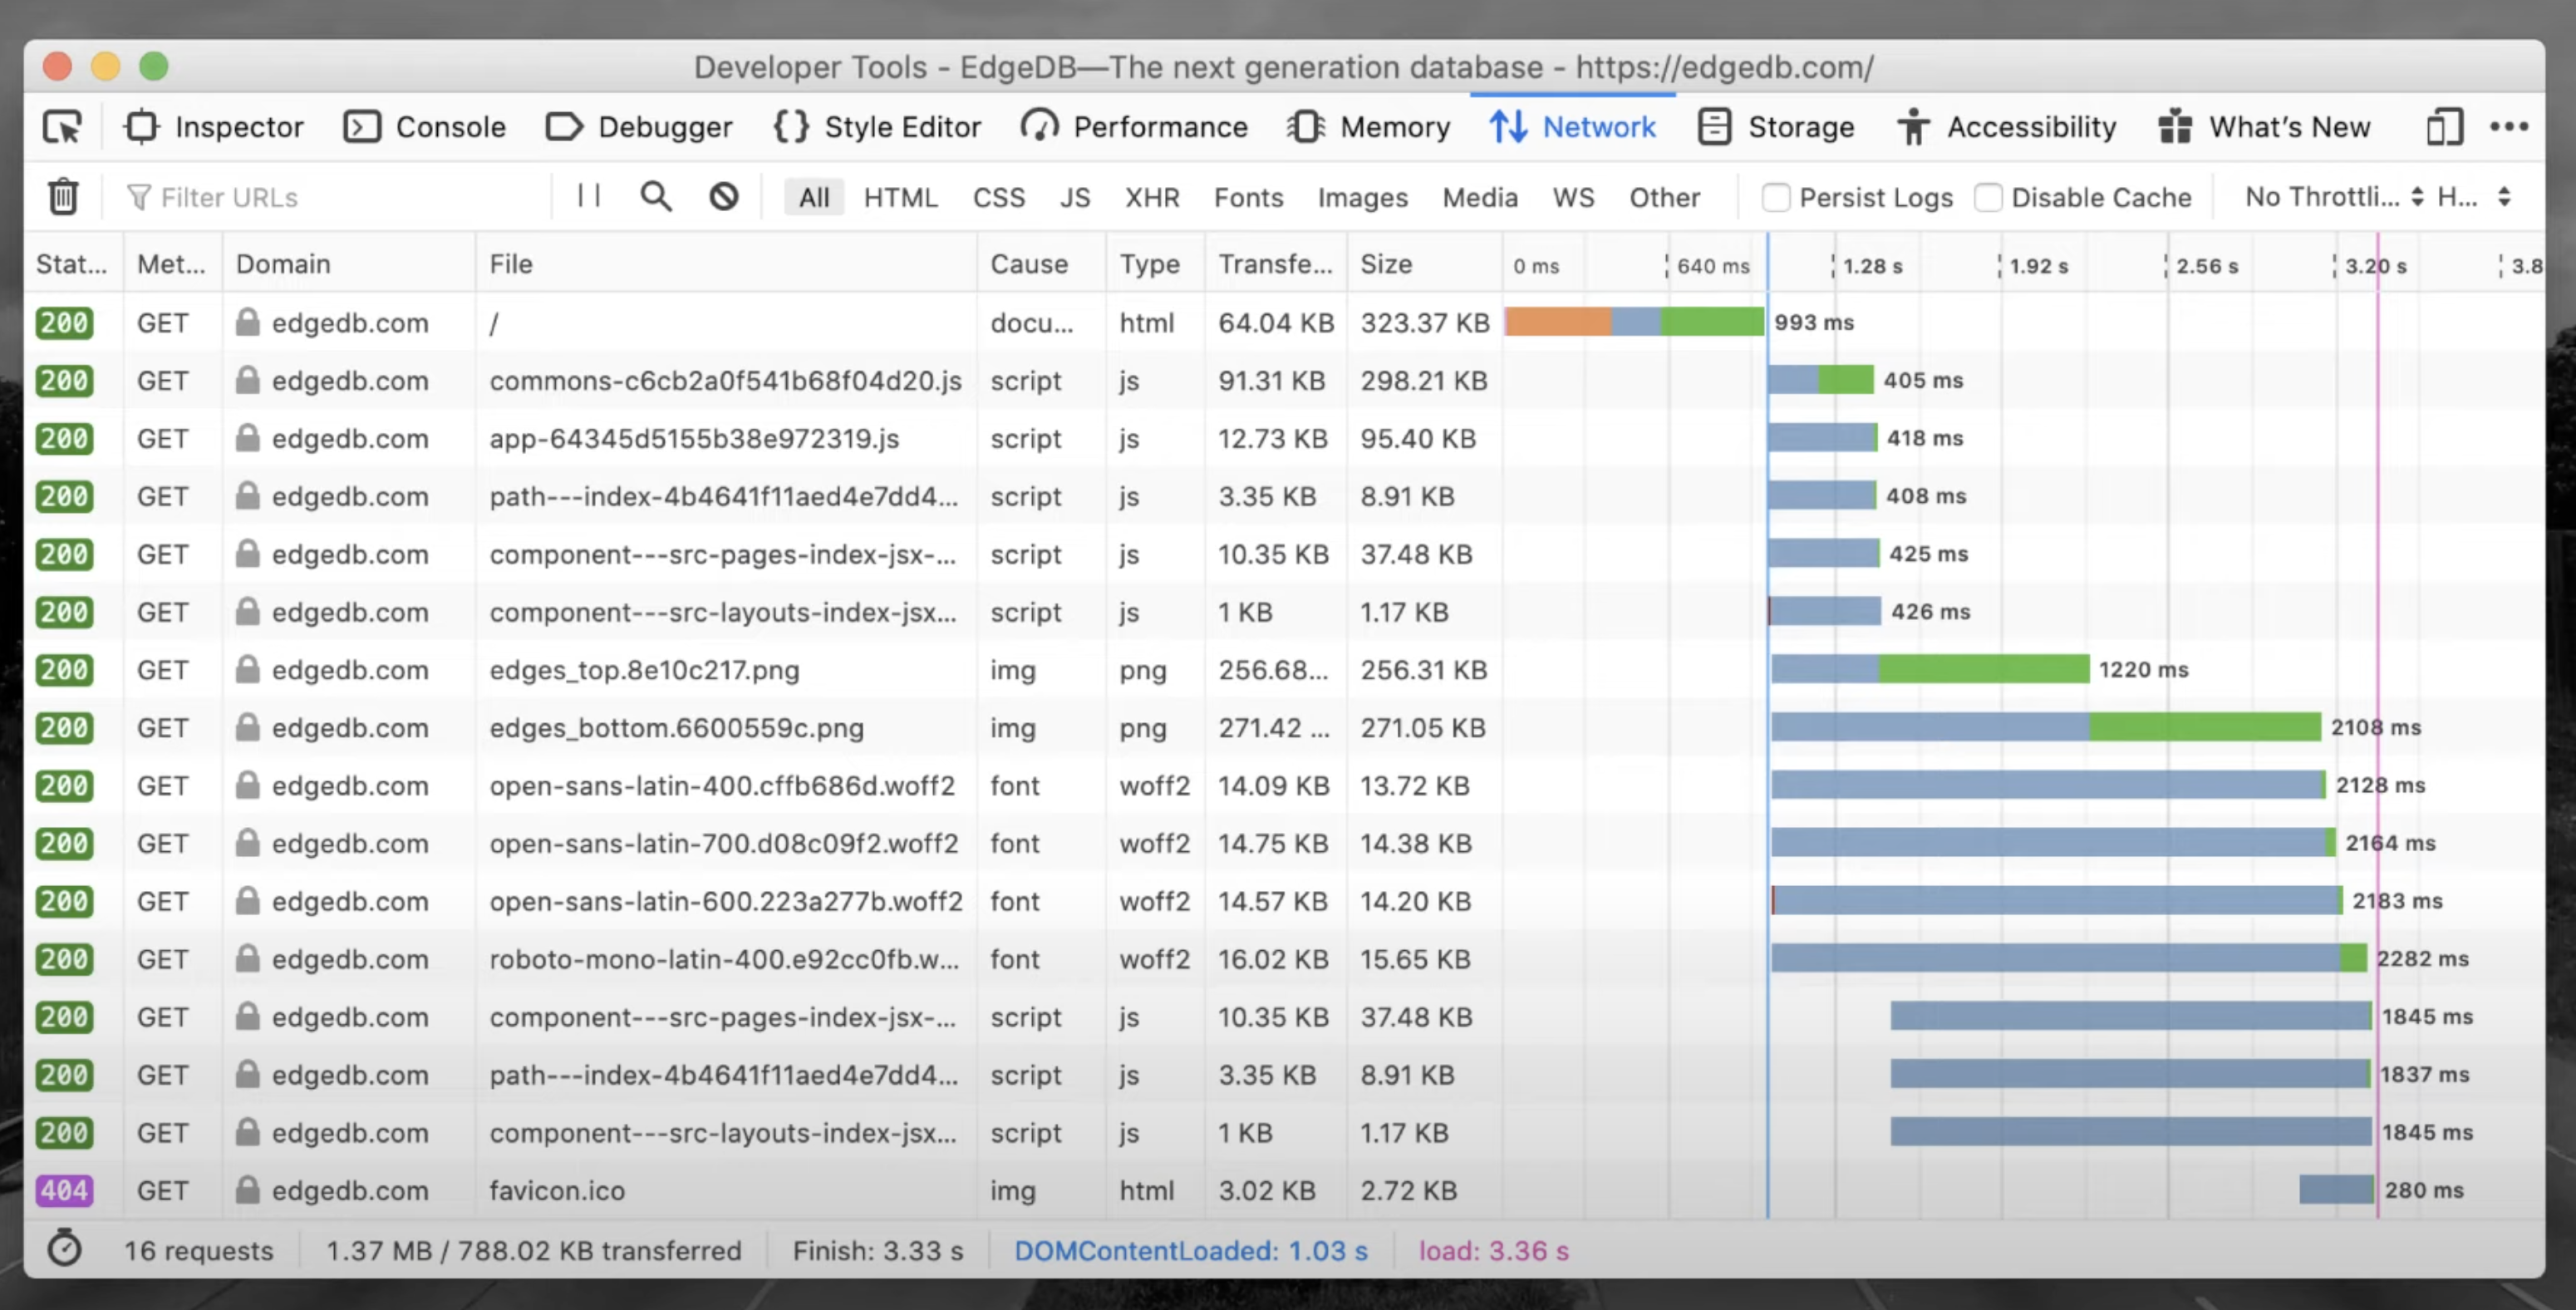 Developer Tools - EdgeDB—The next generation database - https://edgedb.com/
Inspector Console Debugger Style Editor Performance Memory Network Storage Accessibility What's New
Filter URLs All HTML CSS JS XHR Fonts Images Media WS Other Persist Logs Disable Cache No Throttli... H...
Stat... Met... Domain File Cause Type Transfe... Size 0 ms 640 ms 1.28 s 1.92 s 2.56 s 3.20 s 3.8
200 GET edgedb.com / docu... html 64.04 KB 323.37 KB 993 ms
200 GET edgedb.com commons-c6cb2a0f541b68f04d20.js script js 91.31 KB 298.21 KB 405 ms
200 GET edgedb.com app-64345d5155b38e972319.js script js 12.73 KB 95.40 KB 418 ms
200 GET edgedb.com path---index-4b4641f11aed4e7dd4... script js 3.35 KB 8.91 KB 408 ms
200 GET edgedb.com component---src-pages-index-jsx-... script js 10.35 KB 37.48 KB 425 ms
200 GET edgedb.com component---src-layouts-index-jsx... script js 1 KB 1.17 KB 426 ms
200 GET edgedb.com edges_top.8e10c217.png img png 256.68... 256.31 KB 1220 ms
200 GET edgedb.com edges_bottom.6600559c.png img png 271.42 ... 271.05 KB 2108 ms
200 GET edgedb.com open-sans-latin-400.cffb686d.woff2 font woff2 14.09 KB 13.72 KB 2128 ms
200 GET edgedb.com open-sans-latin-700.d08c09f2.woff2 font woff2 14.75 KB 14.38 KB 2164 ms
200 GET edgedb.com open-sans-latin-600.223a277b.woff2 font woff2 14.57 KB 14.20 KB 2183 ms
200 GET edgedb.com roboto-mono-latin-400.e92cc0fb.w... font woff2 16.02 KB 15.65 KB 2282 ms
200 GET edgedb.com component---src-pages-index-jsx-... script js 10.35 KB 37.48 KB 1845 ms
200 GET edgedb.com path---index-4b4641f11aed4e7dd4... script js 3.35 KB 8.91 KB 1837 ms
200 GET edgedb.com component---src-layouts-index-jsx... script js 1 KB 1.17 KB 1845 ms
404 GET edgedb.com favicon.ico img html 3.02 KB 2.72 KB 280 ms
16 requests 1.37 MB / 788.02 KB transferred Finish: 3.33 s DOMContentLoaded: 1.03 s load: 3.36 s